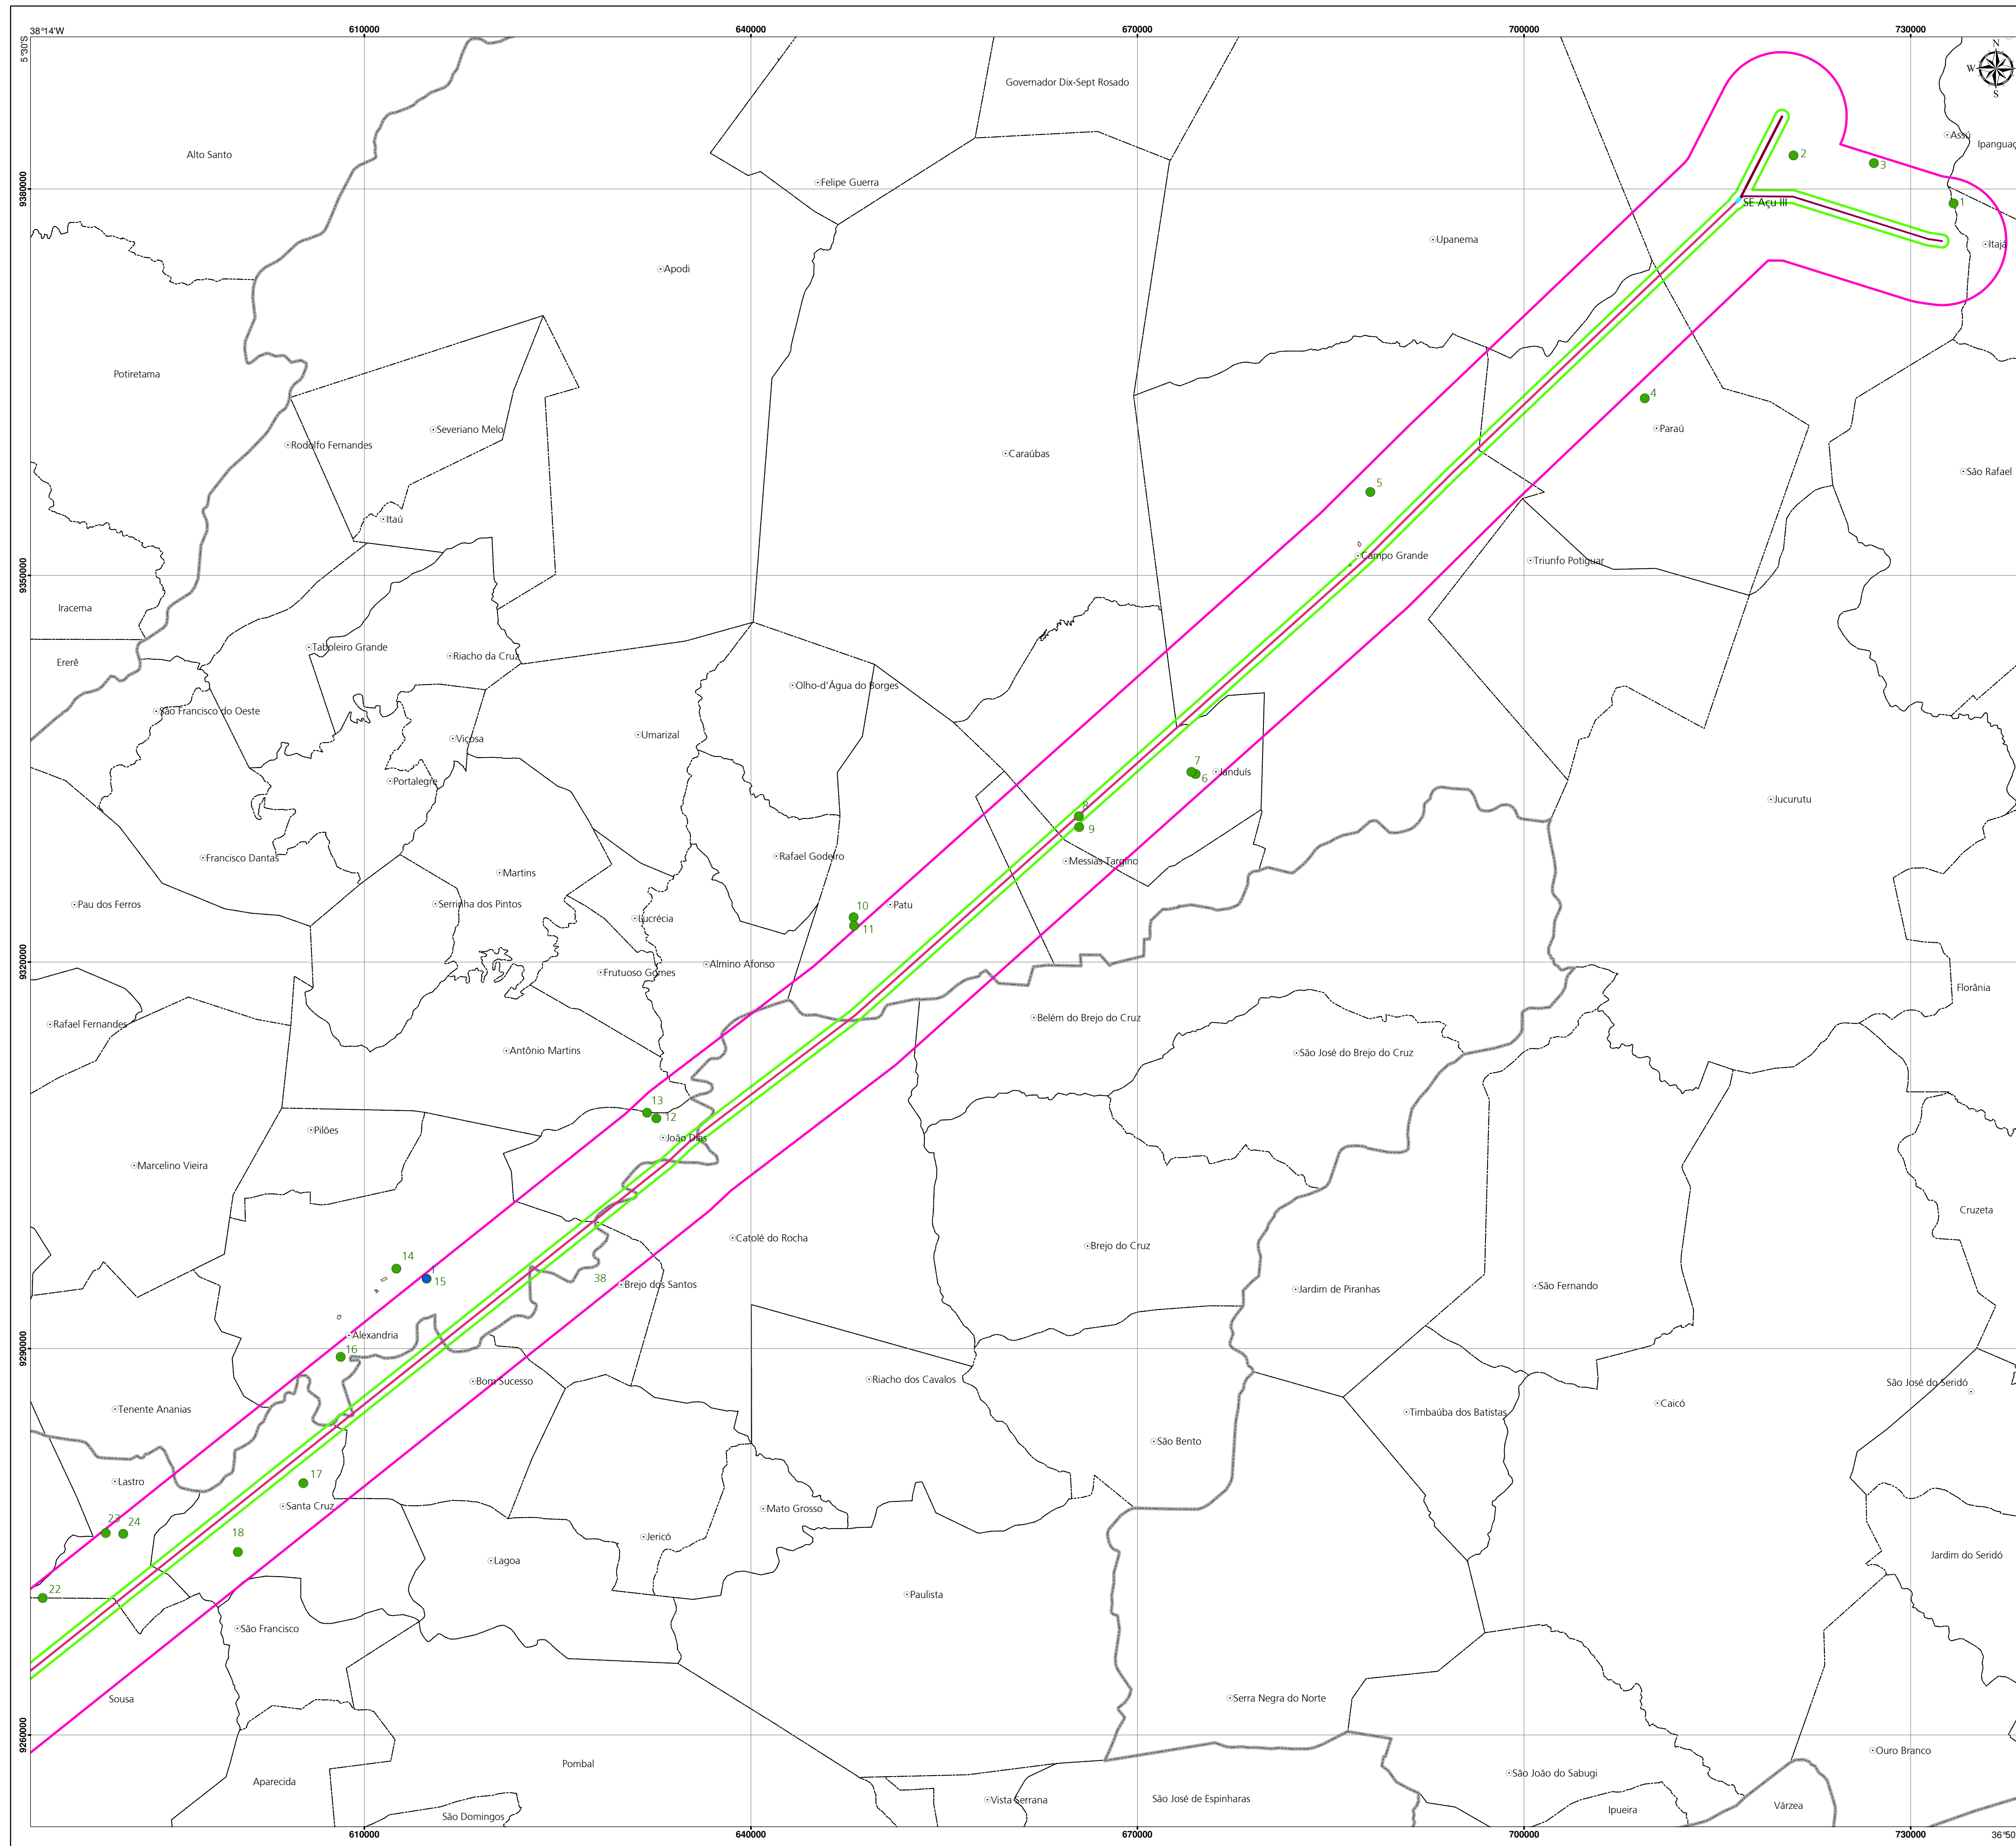 38°14'W
610000
640000
670000
700000
730000
5°30'S
N
W
S
Governador Dix-Sept Rosado
Alto Santo
Assú
2
3
Felipe Guerra
9380000
SE Açu III
1
Upanema
Itajá
Apodi
Potiretama
4
Severiano Melo
Paraú
Rodolfo Fernandes
Caraúbas
São Rafael
5
Itaú
Campo Grande
Triunfo Potiguar
9350000
Iracema
Taboleiro Grande
Riacho da Cruz
Ererê
Olho-d'Água do Borges
São Francisco do Oeste
Viçosa
Umarizal
7
Janduís
6
Portalegre
Jucurutu
8
9
Rafael Godeiro
Francisco Dantas
Messias Targino
Martins
Pau dos Ferros
Serrinha dos Pintos
10
Patu
Lucrécia
11
9320000
Almino Afonso
Frutuoso Gomes
Florânia
Rafael Fernandes
Belém do Brejo do Cruz
Antônio Martins
São José do Brejo do Cruz
13
12
Pilões
João Dias
Marcelino Vieira
Cruzeta
Catolé do Rocha
Brejo do Cruz
14
1
15
38
Brejo dos Santos
Jardim de Piranhas
São Fernando
Alexandria
16
9290000
Bom Sucesso
Riacho dos Cavalos
São José do Seridó
Tenente Ananias
Timbaúba dos Batistas
Caicó
São Bento
Lastro
17
Santa Cruz
Mato Grosso
23
24
18
Jericó
Lagoa
Jardim do Seridó
22
Paulista
São Francisco
Sousa
Serra Negra do Norte
9260000
Ouro Branco
Pombal
São João do Sabugi
Aparecida
Vista Serrana
São José de Espinharas
Várzea
São Domingos
Ipueira
610000
640000
670000
700000
730000